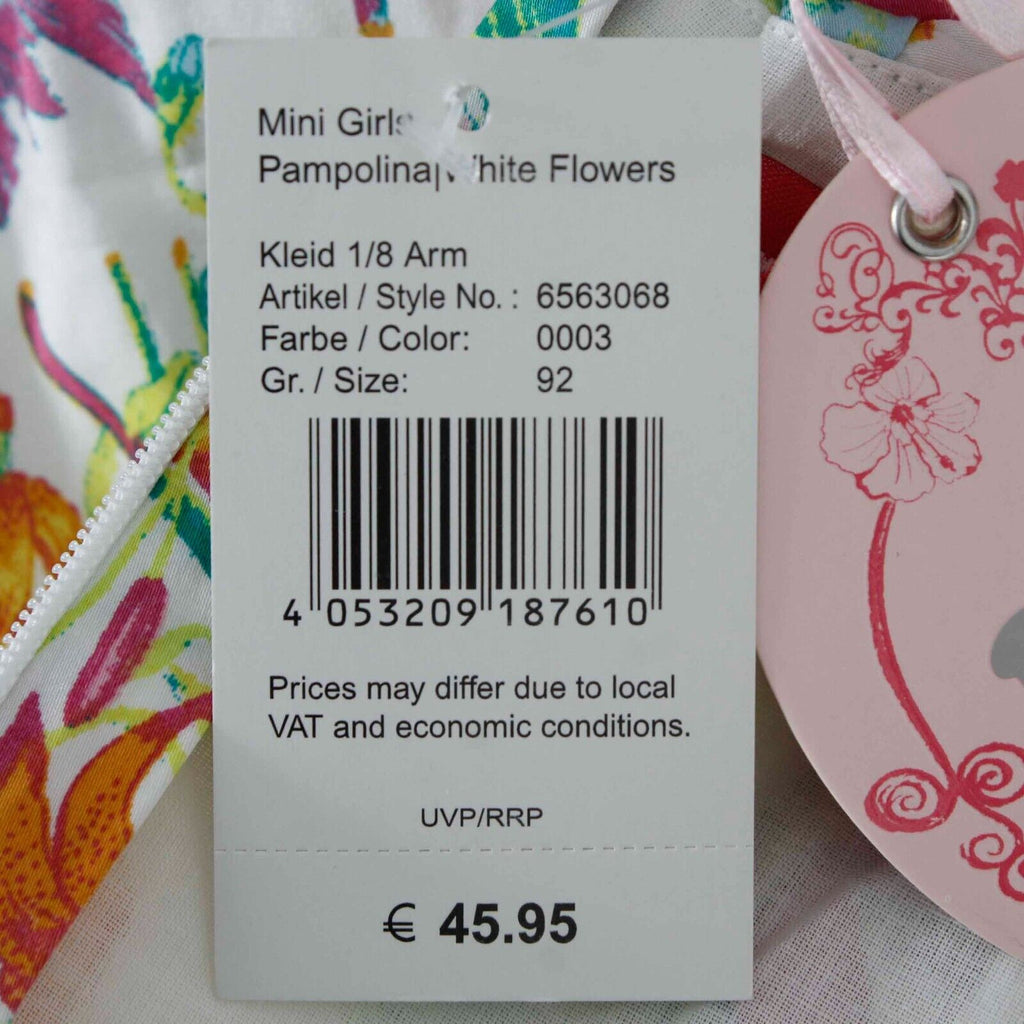 Mini Girls
Pampolina|White Flowers
Kleid 1/8 Arm
Artikel / Style No. : 6563068
Farbe / Color: 0003
Gr. / Size: 92
4 053209 187610
Prices may differ due to local
VAT and economic conditions.
UVP/RRP
€ 45.95